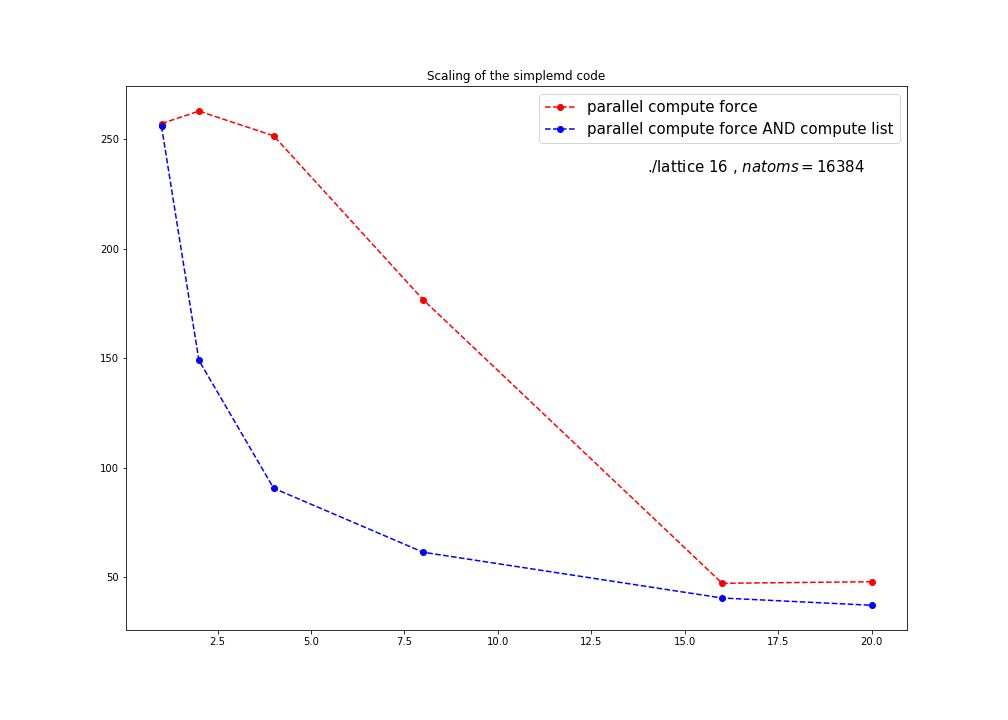 Scaling of the simplemd code
parallel compute force
parallel compute force AND compute list
./lattice 16 , natoms = 16384
250
200
150
100
50
2.5 5.0 7.5 10.0 12.5 15.0 17.5 20.0